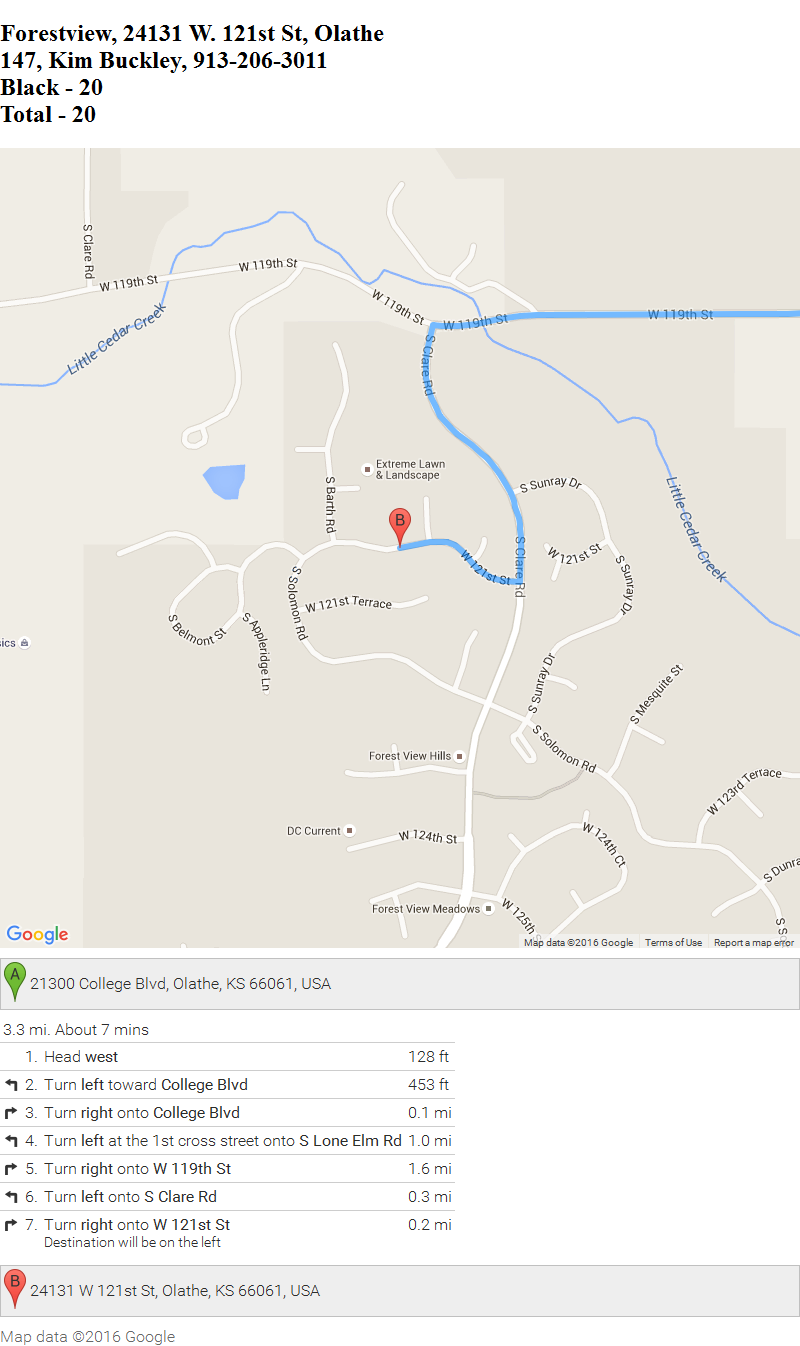 Forestview, 24131 W. 121st St, Olathe
147, Kim Buckley, 913-206-3011
Black - 20
Total - 20
S Clare Rd
W 119th St
W 119th St
Little Cedar Creek
W 119th St
W 119th St
W 119th St
S Clare Rd
Extreme Lawn
& Landscape
S Barth Rd
S Sunray Dr
Little Cedar Creek
B
S Clare Rd
W 121st St
W 121st St
S Sunray Dr
S Solomon Rd
W 121st Terrace
S Belmont St
S Appleridge Ln
sics
S Sunray Dr
S Mesquite St
S Solomon Rd
Forest View Hills
W 123rd Terrace
DC Current
W 124th St
W 124th Ct
S Dunra
Forest View Meadows
W 125th S
S So
Google
Map data ©2016 Google Terms of Use Report a map error
A 21300 College Blvd, Olathe, KS 66061, USA
3.3 mi. About 7 mins
1. Head west 128 ft
2. Turn left toward College Blvd 453 ft
3. Turn right onto College Blvd 0.1 mi
4. Turn left at the 1st cross street onto S Lone Elm Rd 1.0 mi
5. Turn right onto W 119th St 1.6 mi
6. Turn left onto S Clare Rd 0.3 mi
7. Turn right onto W 121st St 0.2 mi
Destination will be on the left
B 24131 W 121st St, Olathe, KS 66061, USA
Map data ©2016 Google